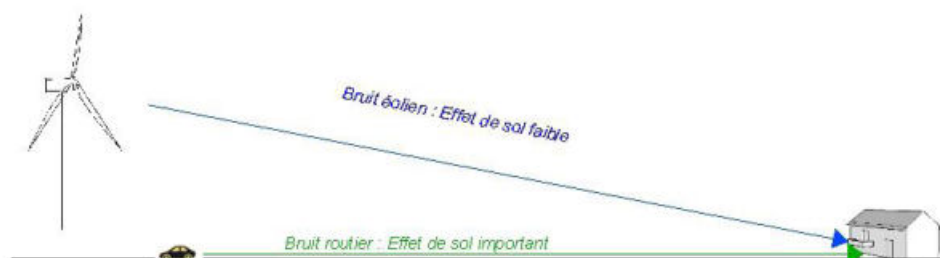 Bruit éolien : Effet de sol faible
Bruit routier : Effet de sol important